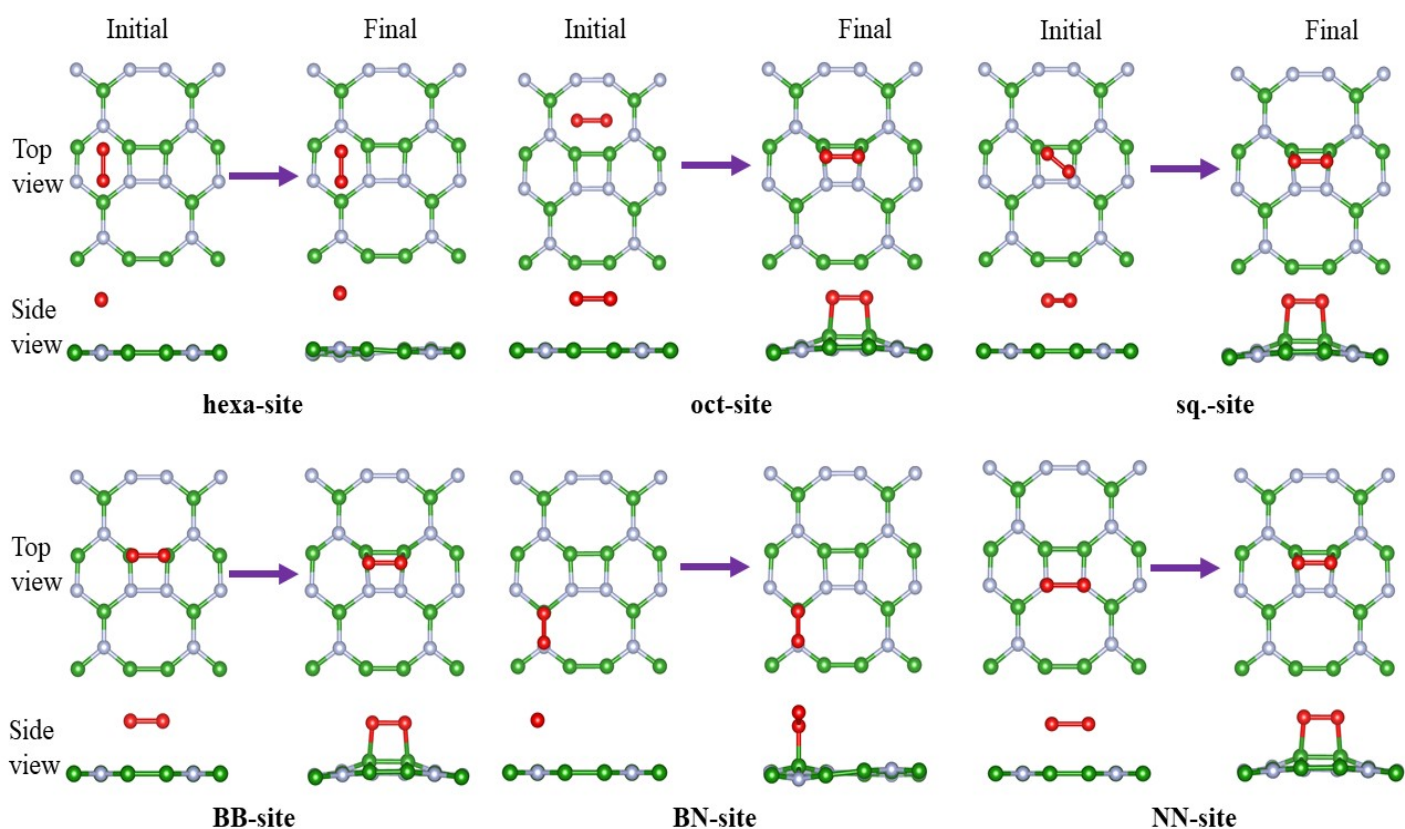 Initial
Final
Initial
Final
Initial
Final
Top
view
Side
view
hexa-site
oct-site
sq.-site
Top
view
Side
view
BB-site
BN-site
NN-site